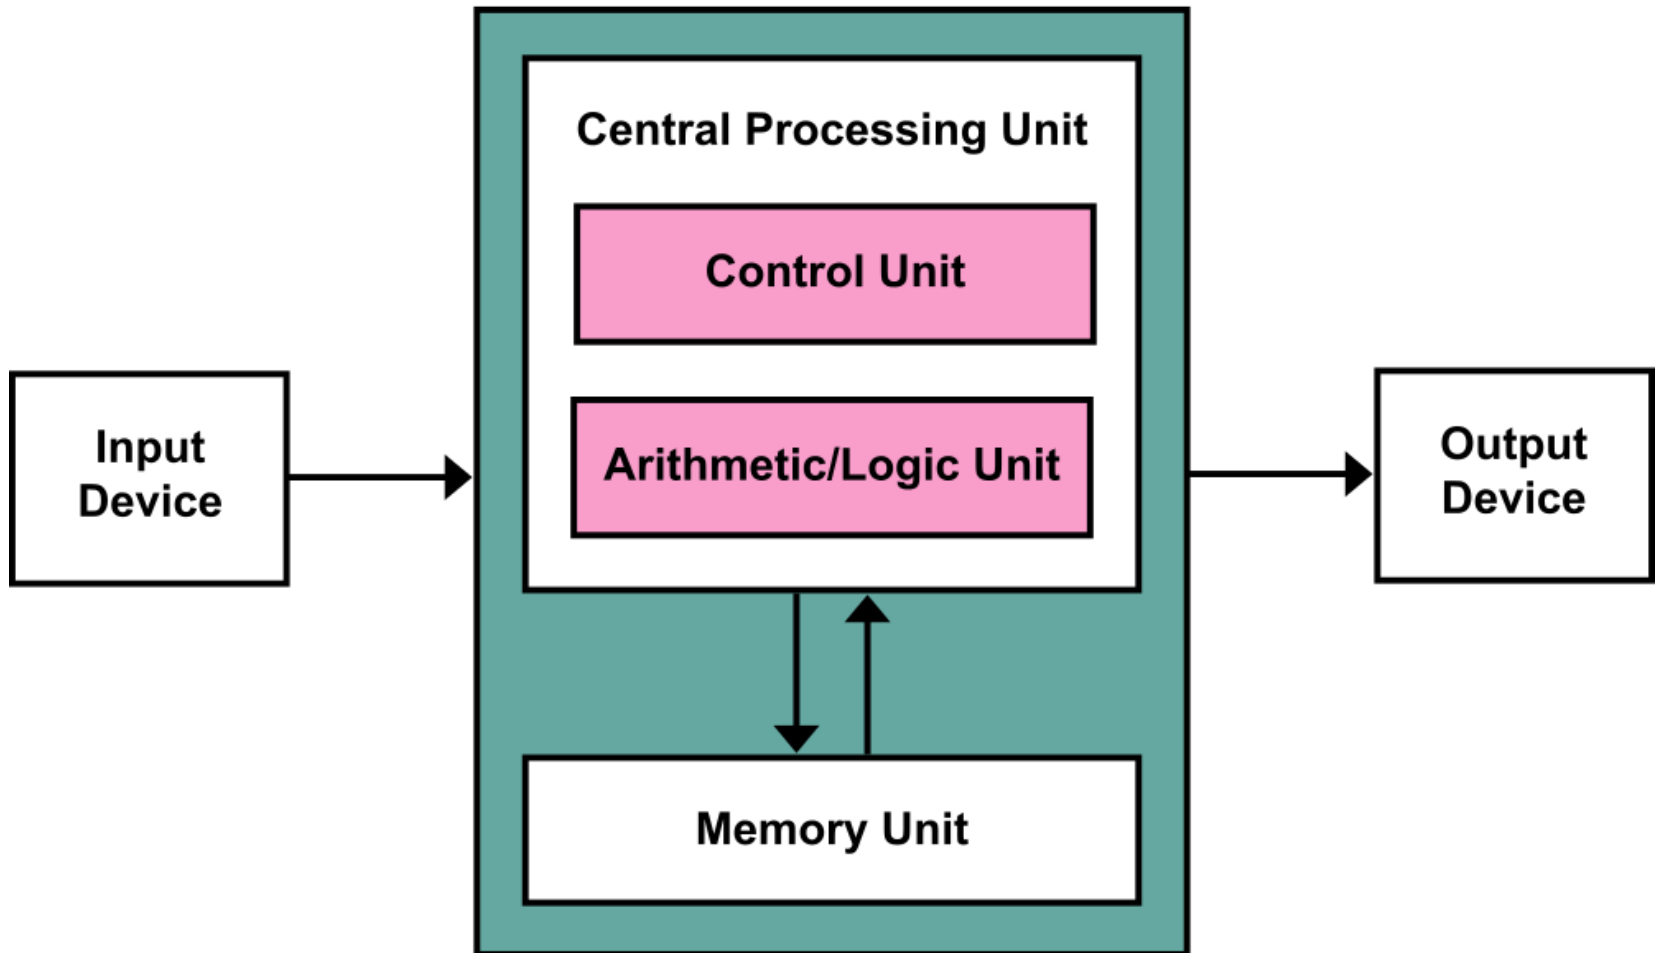 Central Processing Unit
Control Unit
Arithmetic/Logic Unit
Input
Device
Output
Device
Memory Unit